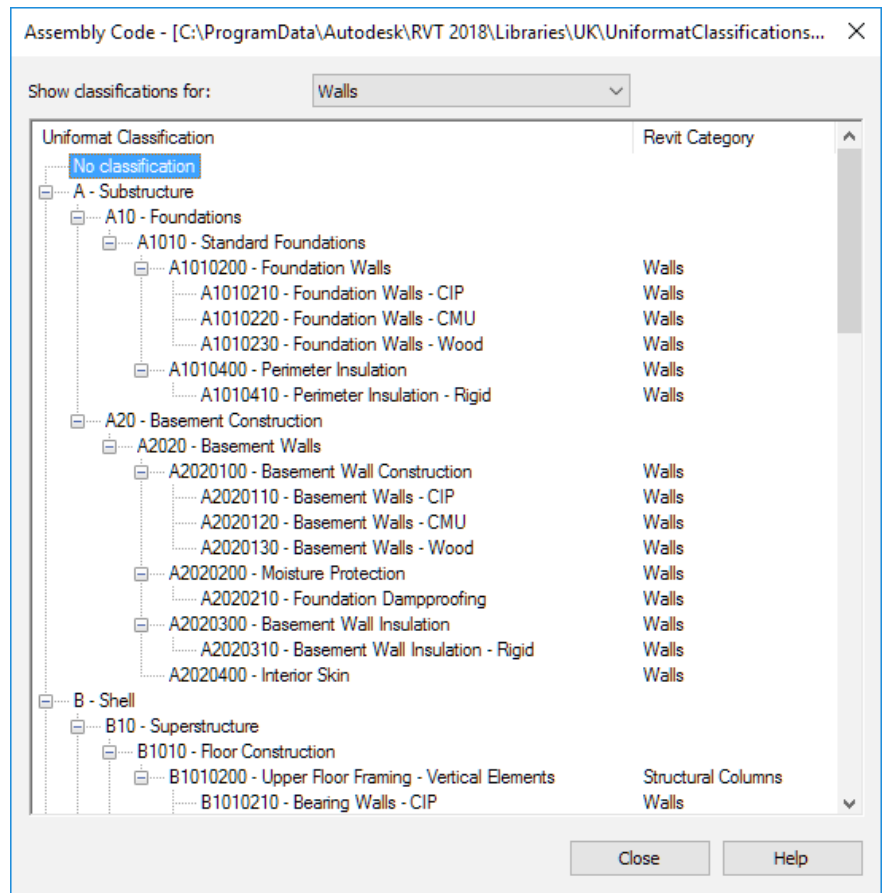 Assembly Code - [C:\ProgramData\Autodesk\RVT 2018\Libraries\UK\UniformatClassifications...
Show classifications for: Walls
Uniformat Classification Revit Category
No classification
A - Substructure
A10 - Foundations
A1010 - Standard Foundations
A1010200 - Foundation Walls Walls
A1010210 - Foundation Walls - CIP Walls
A1010220 - Foundation Walls - CMU Walls
A1010230 - Foundation Walls - Wood Walls
A1010400 - Perimeter Insulation Walls
A1010410 - Perimeter Insulation - Rigid Walls
A20 - Basement Construction
A2020 - Basement Walls
A2020100 - Basement Wall Construction Walls
A2020110 - Basement Walls - CIP Walls
A2020120 - Basement Walls - CMU Walls
A2020130 - Basement Walls - Wood Walls
A2020200 - Moisture Protection Walls
A2020210 - Foundation Dampproofing Walls
A2020300 - Basement Wall Insulation Walls
A2020310 - Basement Wall Insulation - Rigid Walls
A2020400 - Interior Skin Walls
B - Shell
B10 - Superstructure
B1010 - Floor Construction
B1010200 - Upper Floor Framing - Vertical Elements Structural Columns
B1010210 - Bearing Walls - CIP Walls
Close Help